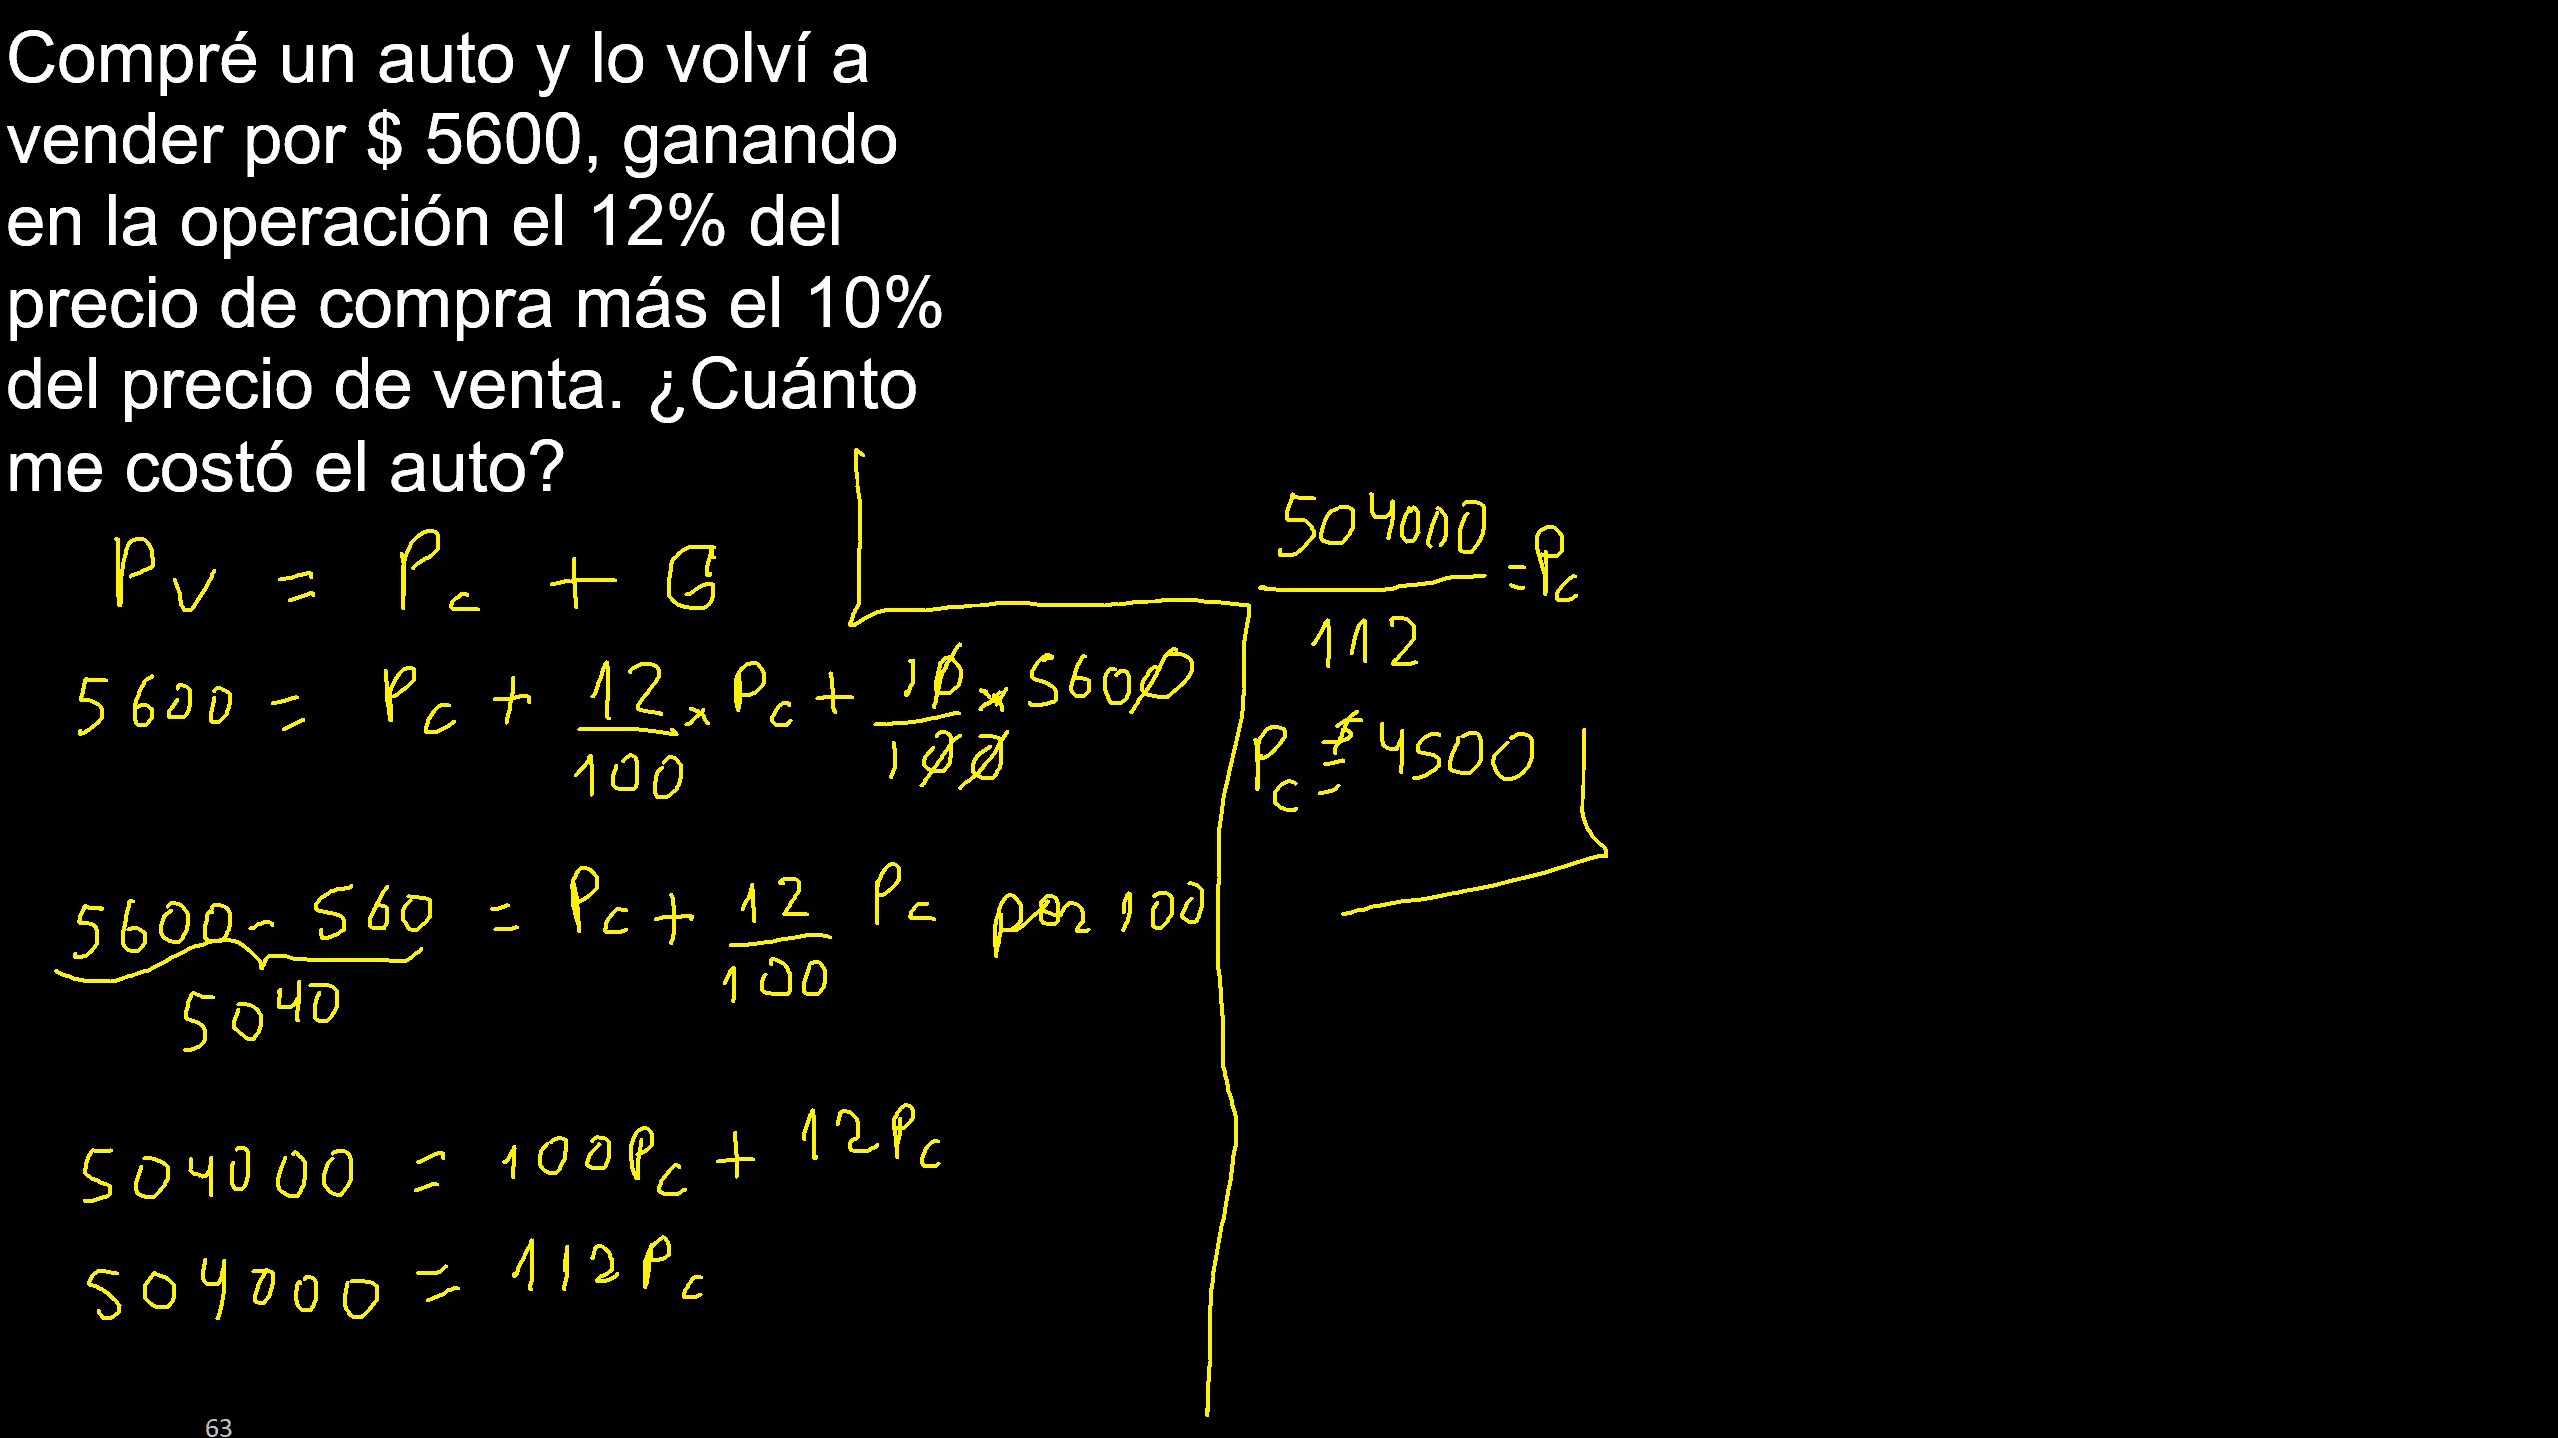 Compré un auto y lo volví a
vender por $ 5600, ganando
en la operación el 12% del
precio de compra más el 10%
del precio de venta. ¿Cuánto
me costó el auto?
Pv = Pc + G
5600 = Pc + 12/100 × Pc + 10/100 × 5600
5600 - 560 = Pc + 12/100 Pc por 100
5040
504000 = 100Pc + 12Pc
504000 = 112Pc
504000/112 = Pc
Pc = $ 4500
63